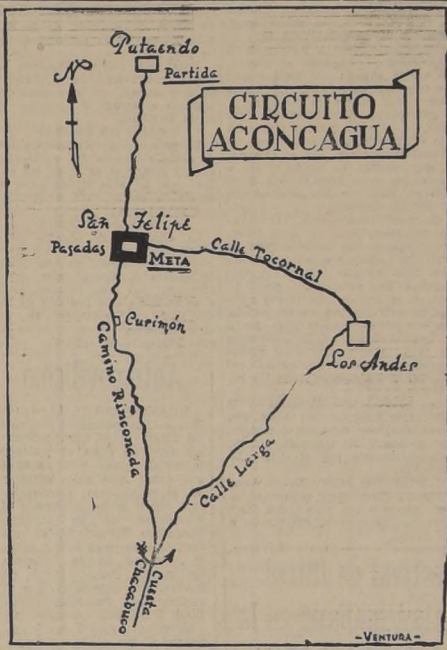 Putaendo
Partida
N
CIRCUITO
ACONCAGUA
San Felipe
Pasadas
META
Calle Tocornal
Curimón
Los Andes
Camino Rinconada
Calle Larga
Cuesta
Chacabuco
-VENTURA-